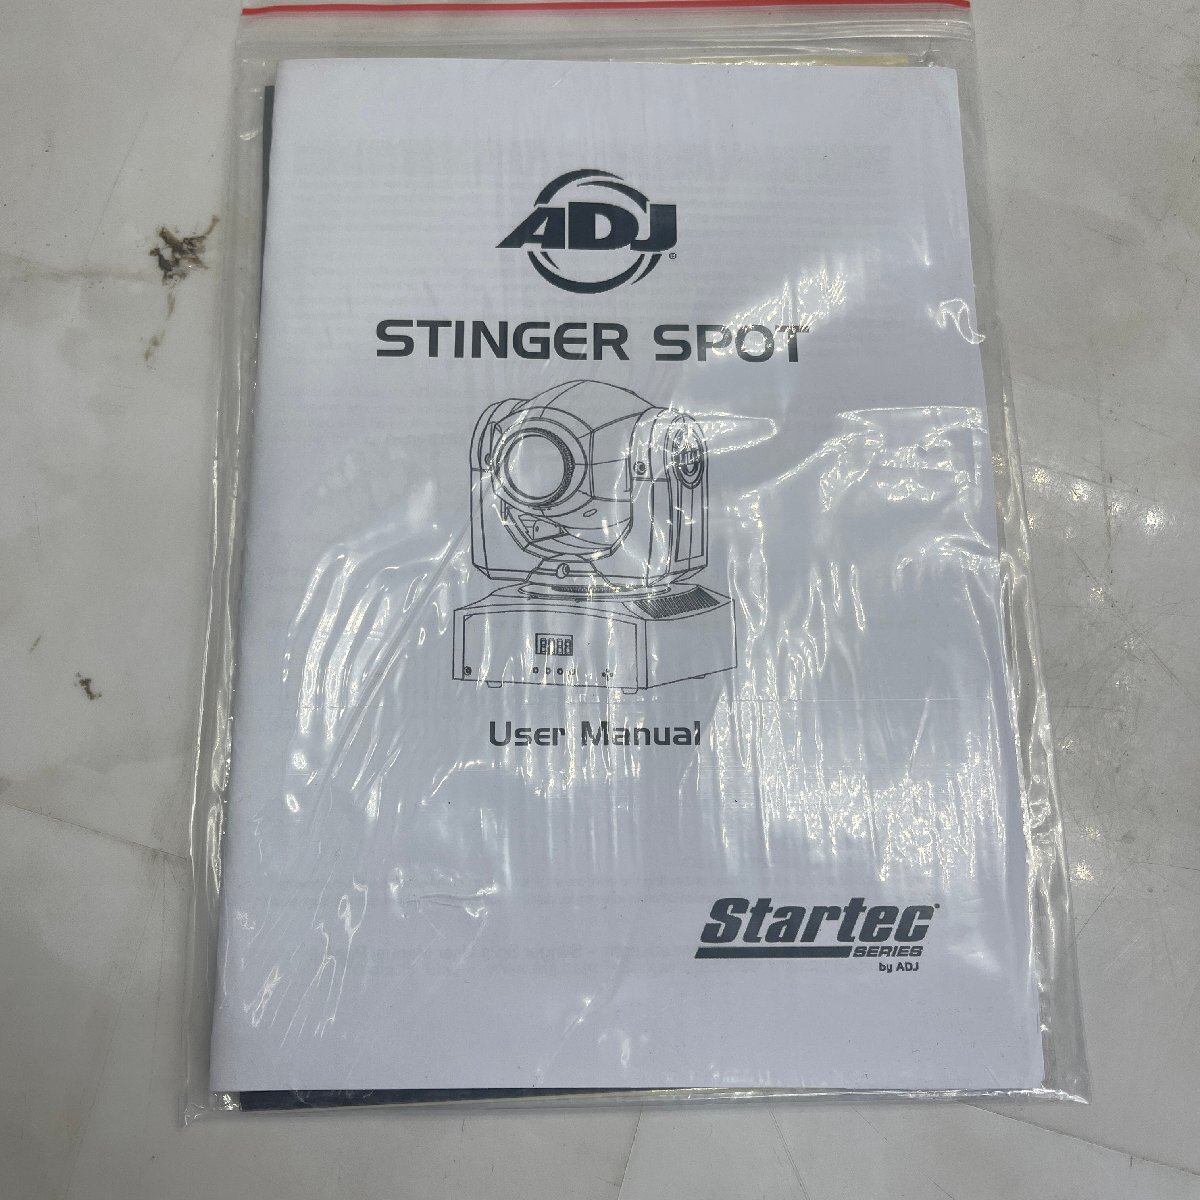 ADJ®
STINGER SPOT
User Manual
Startec®
SERIES
by ADJ